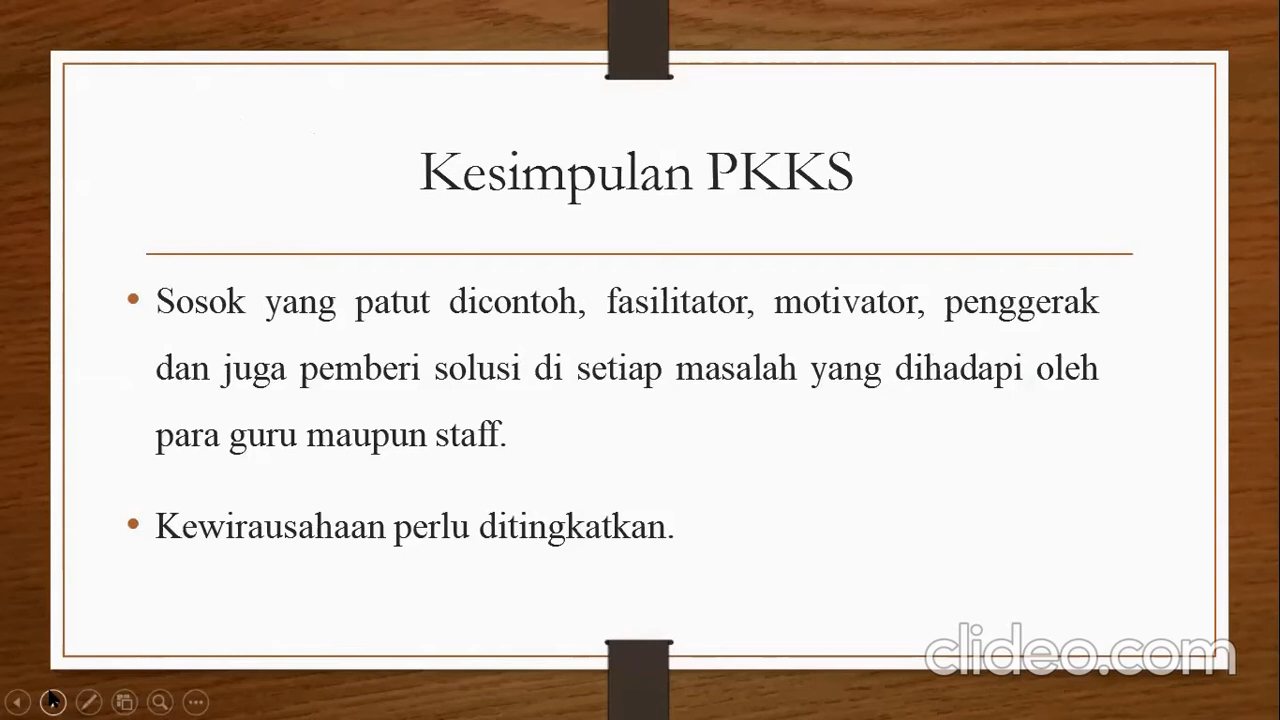 Kesimpulan PKKS
• Sosok yang patut dicontoh, fasilitator, motivator, penggerak
dan juga pemberi solusi di setiap masalah yang dihadapi oleh
para guru maupun staff.
• Kewirausahaan perlu ditingkatkan.
clideo.com